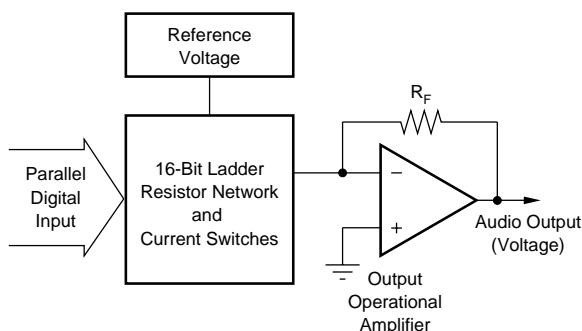 Reference
Voltage
R_F
Parallel
Digital
Input
16-Bit Ladder
Resistor Network
and
Current Switches
−
+
Audio Output
(Voltage)
Output
Operational
Amplifier